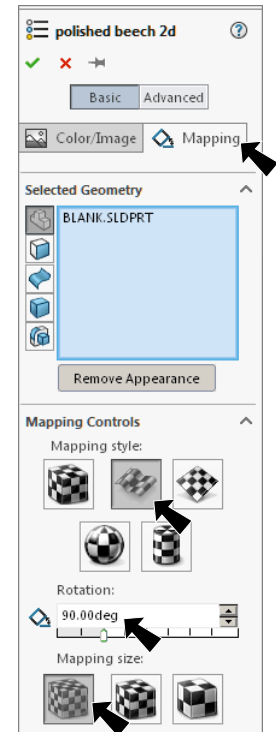 polished beech 2d
Basic Advanced
Color/Image Mapping
Selected Geometry
BLANK.SLDPRT
Remove Appearance
Mapping Controls
Mapping style:
Rotation:
90.00deg
Mapping size: